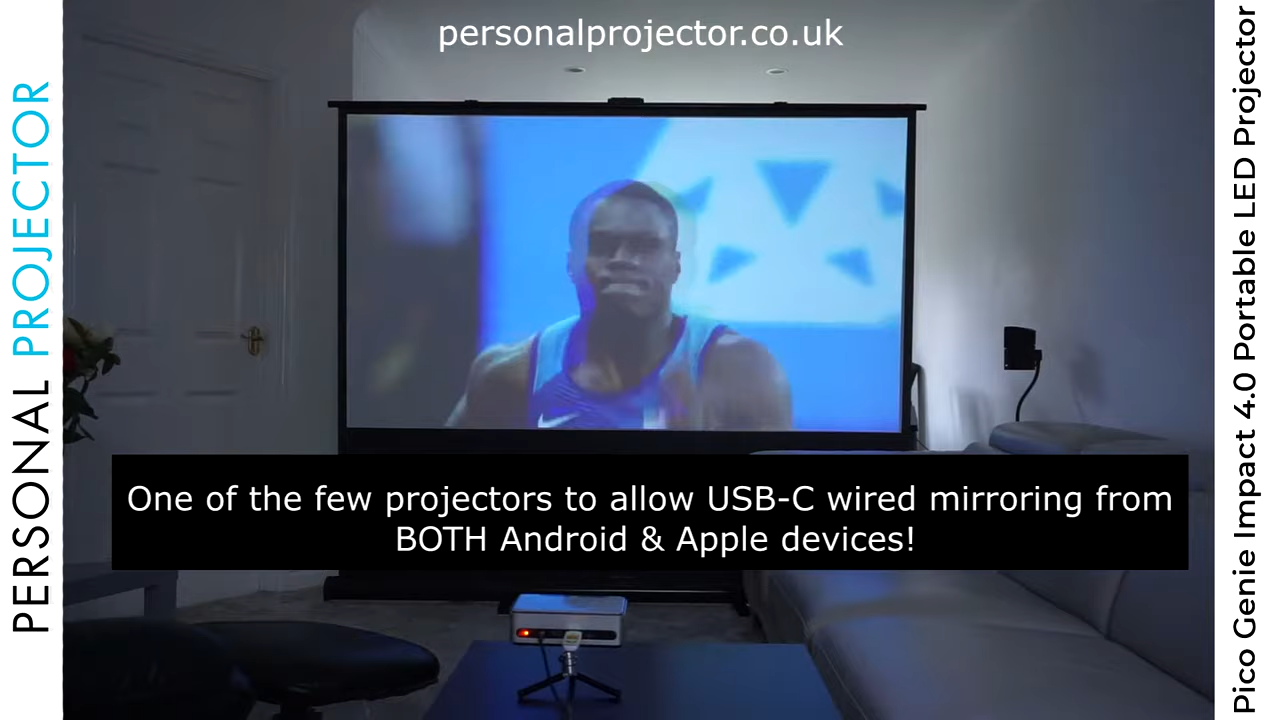 personalprojector.co.uk
PERSONAL PROJECTOR
One of the few projectors to allow USB-C wired mirroring from
BOTH Android & Apple devices!
Pico Genie Impact 4.0 Portable LED Projector